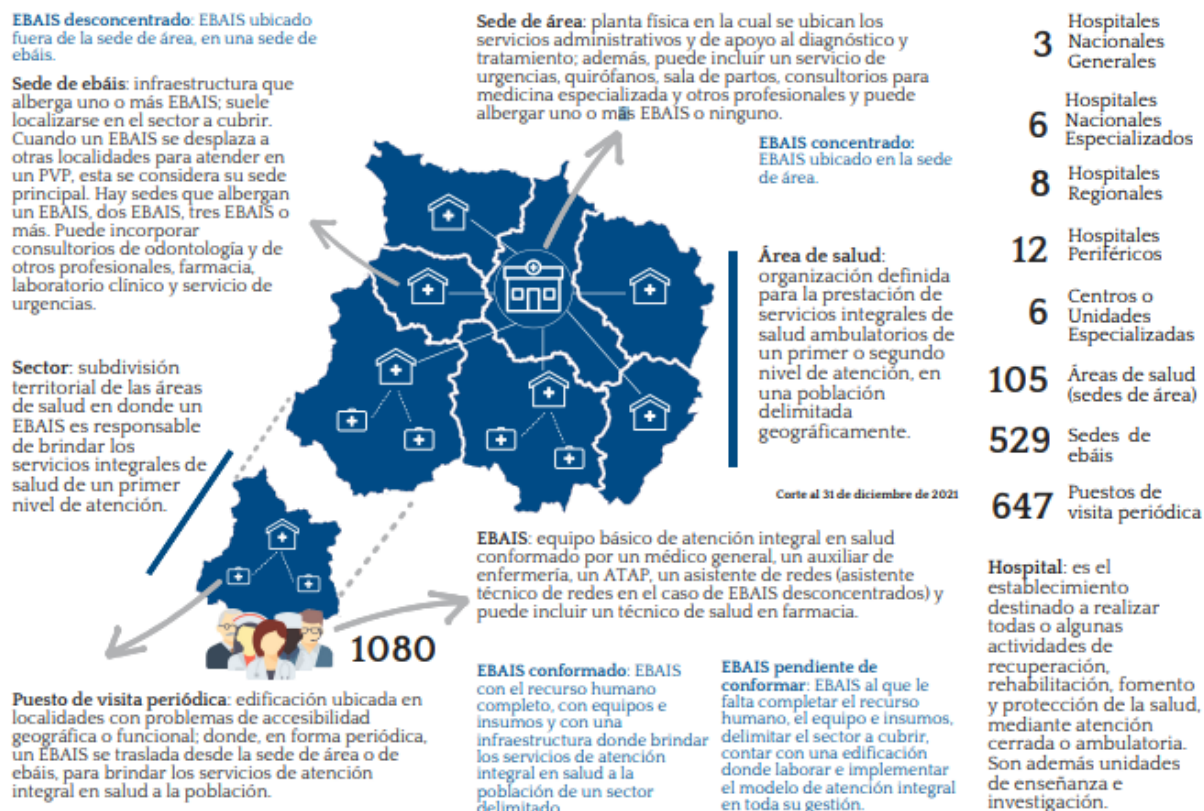 EBAIS desconcentrado: EBAIS ubicado
fuera de la sede de área, en una sede de
ebáis.
Sede de ebáis: infraestructura que
alberga uno o más EBAIS; suele
localizarse en el sector a cubrir.
Cuando un EBAIS se desplaza a
otras localidades para atender en
un PVP, esta se considera su sede
principal. Hay sedes que albergan
un EBAIS, dos EBAIS, tres EBAIS o
más. Puede incorporar
consultorios de odontología y de
otros profesionales, farmacia,
laboratorio clínico y servicio de
urgencias.
Sector: subdivisión
territorial de las áreas
de salud en donde un
EBAIS es responsable
de brindar los
servicios integrales de
salud de un primer
nivel de atención.
Sede de área: planta física en la cual se ubican los
servicios administrativos y de apoyo al diagnóstico y
tratamiento; además, puede incluir un servicio de
urgencias, quirófanos, sala de partos, consultorios para
medicina especializada y otros profesionales y puede
albergar uno o más EBAIS o ninguno.
EBAIS concentrado:
EBAIS ubicado en la sede
de área.
Área de salud:
organización definida
para la prestación de
servicios integrales de
salud ambulatorios de
un primer o segundo
nivel de atención, en
una población
delimitada
geográficamente.
Corte al 31 de diciembre de 2021
1080
EBAIS: equipo básico de atención integral en salud
conformado por un médico general, un auxiliar de
enfermería, un ATAP, un asistente de redes (asistente
técnico de redes en el caso de EBAIS desconcentrados) y
puede incluir un técnico de salud en farmacia.
Puesto de visita periódica: edificación ubicada en
localidades con problemas de accesibilidad
geográfica o funcional; donde, en forma periódica,
un EBAIS se traslada desde la sede de área o de
ebáis, para brindar los servicios de atención
integral en salud a la población.
EBAIS conformado: EBAIS
con el recurso humano
completo, con equipos e
insumos y con una
infraestructura donde brindar
los servicios de atención
integral en salud a la
población de un sector
delimitado
EBAIS pendiente de
conformar: EBAIS al que le
falta completar el recurso
humano, el equipo e insumos,
delimitar el sector a cubrir,
contar con una edificación
donde laborar e implementar
el modelo de atención integral
en toda su gestión.
3 Hospitales
Nacionales
Generales
6 Hospitales
Nacionales
Especializados
8 Hospitales
Regionales
12 Hospitales
Periféricos
6 Centros o
Unidades
Especializadas
105 Áreas de salud
(sedes de área)
529 Sedes de
ebáis
647 Puestos de
visita periódica
Hospital: es el
establecimiento
destinado a realizar
todas o algunas
actividades de
recuperación,
rehabilitación, fomento
y protección de la salud,
mediante atención
cerrada o ambulatoria.
Son además unidades
de enseñanza e
investigación.